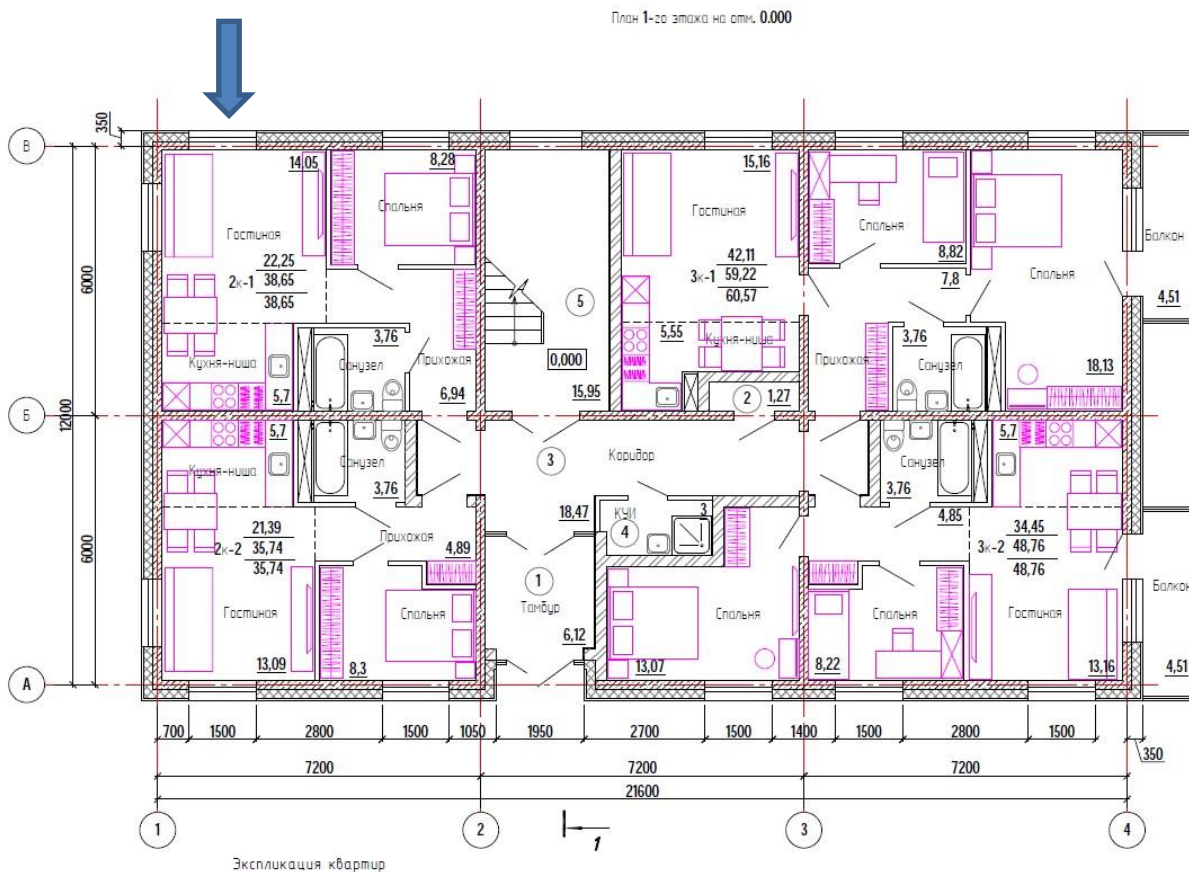 План 1-го этажа на отм. 0.000
350
В
14,05
8,28
15,16
Спальня
Гостиная
Гостиная
Спальня
Балкон
22,25
2к-1 38,65
38,65
42,11
3к-1 59,22
60,57
8,82
7,8
Спальня
6000
5
4,51
3,76
Санузел
Прихожая
0,000
5,55
Кухня-ниша
Прихожая
3,76
Санузел
Кухня-ниша
5,7
6,94
15,95
2
1,27
18,13
Б
12000
5,7
Кухня-ниша
Санузел
3,76
3
Коридор
Санузел
3,76
5,7
18,47
КУИ
3
4
4,85
21,39
2к-2 35,74
35,74
Прихожая
4,89
34,45
3к-2 48,76
48,76
6000
1
Тамбур
Гостиная
Спальня
Спальня
Спальня
Гостиная
Балкон
6,12
13,09
8,3
13,07
8,22
13,16
4,51
А
700 1500 2800 1500 1050 1950 2700 1500 1400 1500 2800 1500
350
7200 7200 7200
21600
1 2 3 4
1
Экспликация квартир